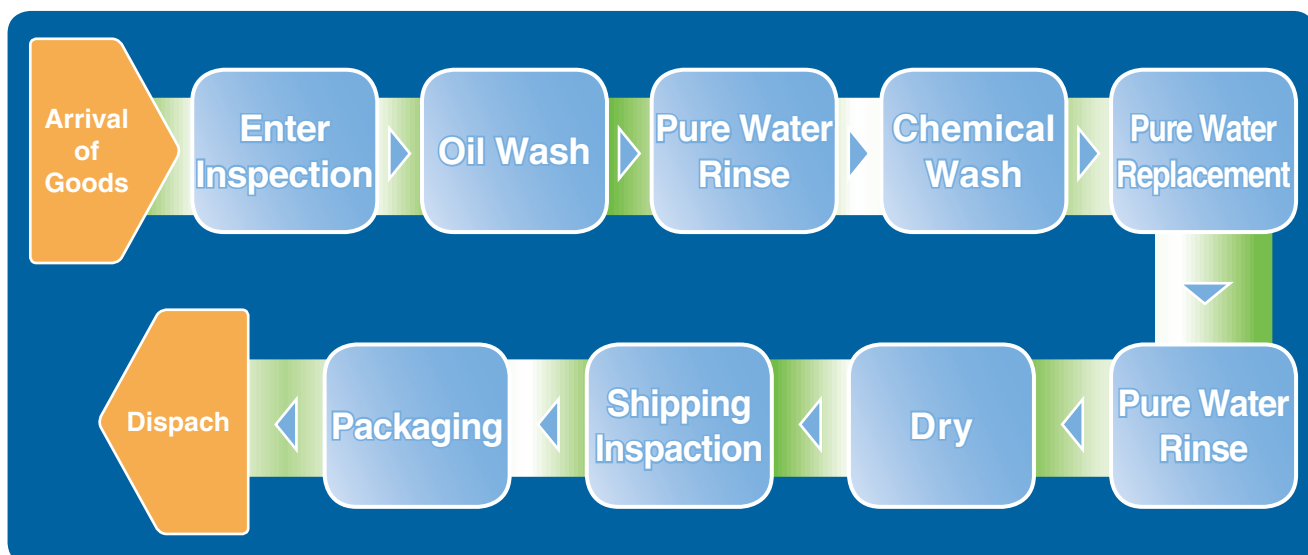 Arrival
of
Goods
Enter
Inspection
Oil Wash
Pure Water
Rinse
Chemical
Wash
Pure Water
Replacement
Pure Water
Rinse
Dry
Shipping
Inspaction
Packaging
Dispach